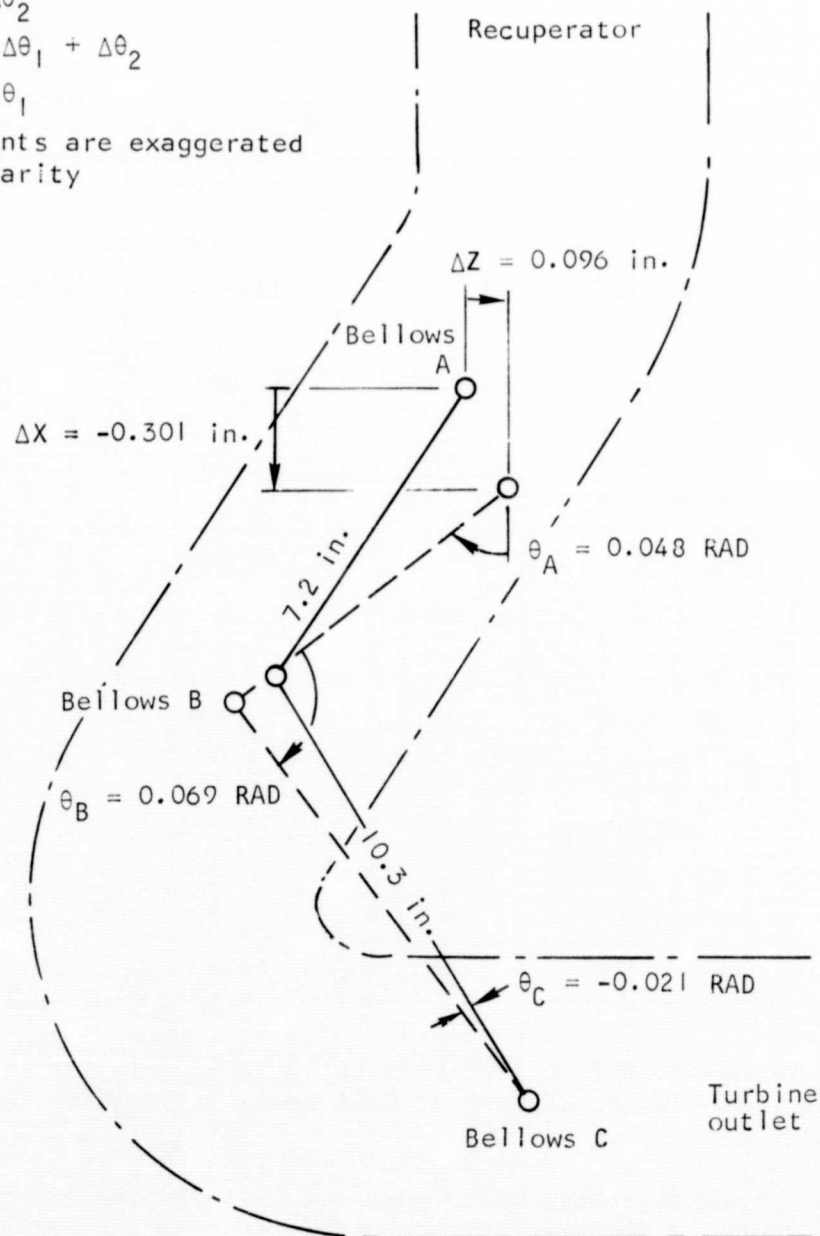 θ₂
Δθ₁ + Δθ₂
θ₁
nts are exaggerated
arity
Recuperator
ΔZ = 0.096 in.
Bellows
A
ΔX = -0.301 in.
7.2 in.
θA = 0.048 RAD
Bellows B
θB = 0.069 RAD
10.3 in.
θC = -0.021 RAD
Turbine
outlet
Bellows C